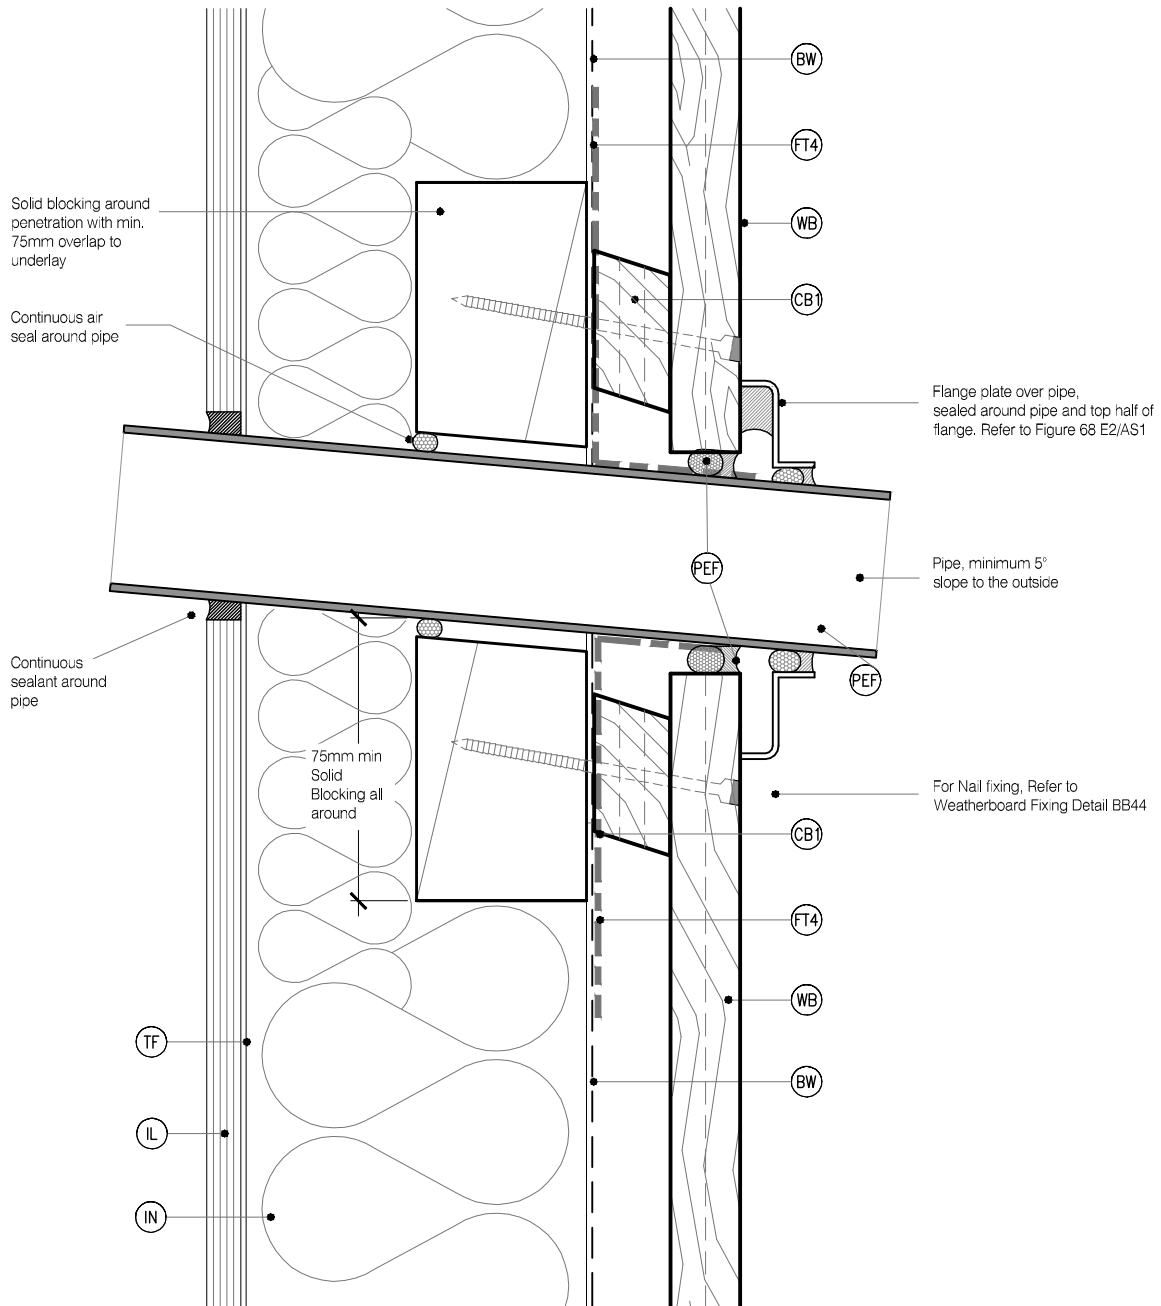 BW
FT4
Solid blocking around
penetration with min.
75mm overlap to
underlay
WB
CB1
Continuous air
seal around pipe
Flange plate over pipe,
sealed around pipe and top half of
flange. Refer to Figure 68 E2/AS1
PEF
Pipe, minimum 5°
slope to the outside
Continuous
sealant around
pipe
PEF
75mm min
Solid
Blocking all
around
For Nail fixing, Refer to
Weatherboard Fixing Detail BB44
CB1
FT4
WB
TF
BW
IL
IN